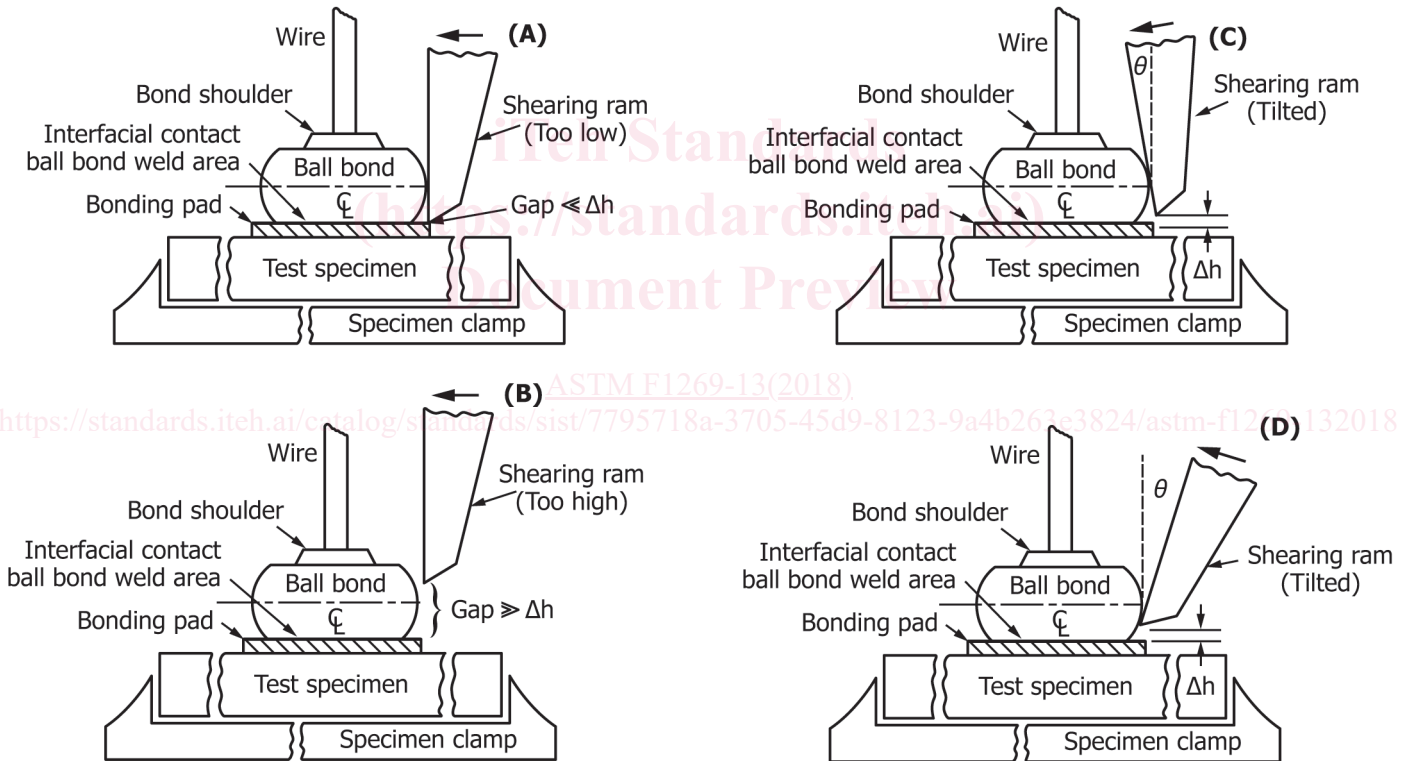 (A)
Wire
Bond shoulder
Shearing ram
(Too low)
Interfacial contact
ball bond weld area
Ball bond
℄
Bonding pad
Gap ≪ Δh
Test specimen
Specimen clamp
(C)
Wire
θ
Bond shoulder
Shearing ram
(Tilted)
Interfacial contact
ball bond weld area
Ball bond
℄
Bonding pad
Test specimen
Δh
Specimen clamp
iTeh Standards
(https://standards.iteh.ai)
Document Preview
ASTM F1269-13(2018)
https://standards.iteh.ai/catalog/standards/sist/7795718a-3705-45d9-8123-9a4b263e3824/astm-f1269-132018
(B)
Wire
Shearing ram
(Too high)
Bond shoulder
Interfacial contact
ball bond weld area
Ball bond
℄
Gap ≫ Δh
Bonding pad
Test specimen
Specimen clamp
(D)
Wire
θ
Bond shoulder
Interfacial contact
ball bond weld area
Shearing ram
(Tilted)
Ball bond
℄
Bonding pad
Test specimen
Δh
Specimen clamp